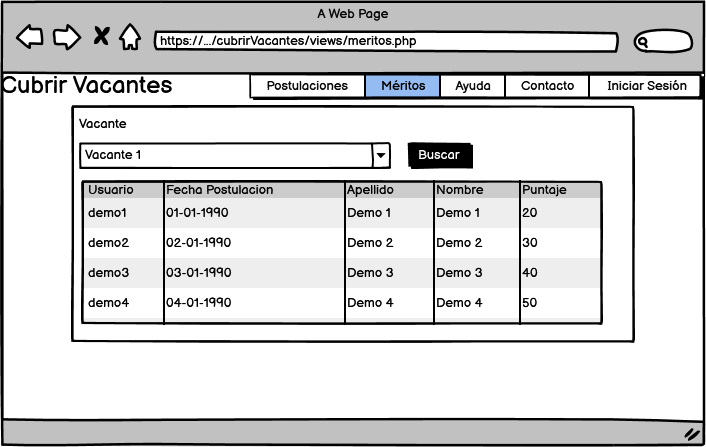 A Web Page
https://.../cubrirVacantes/views/meritos.php
Cubrir Vacantes
Postulaciones Méritos Ayuda Contacto Iniciar Sesión
Vacante
Vacante 1 Buscar
Usuario Fecha Postulacion Apellido Nombre Puntaje
demo1 01-01-1990 Demo 1 Demo 1 20
demo2 02-01-1990 Demo 2 Demo 2 30
demo3 03-01-1990 Demo 3 Demo 3 40
demo4 04-01-1990 Demo 4 Demo 4 50